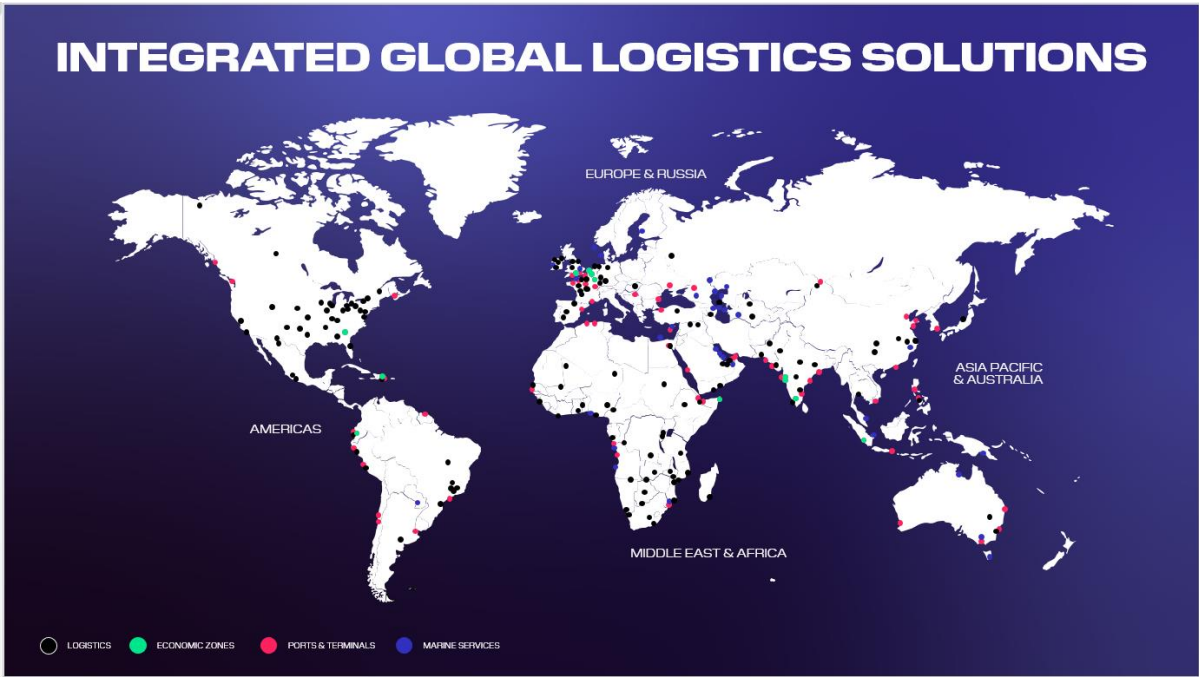 INTEGRATED GLOBAL LOGISTICS SOLUTIONS
EUROPE & RUSSIA
ASIA PACIFIC
& AUSTRALIA
AMERICAS
MIDDLE EAST & AFRICA
LOGISTICS
ECONOMIC ZONES
PORTS & TERMINALS
MARINE SERVICES